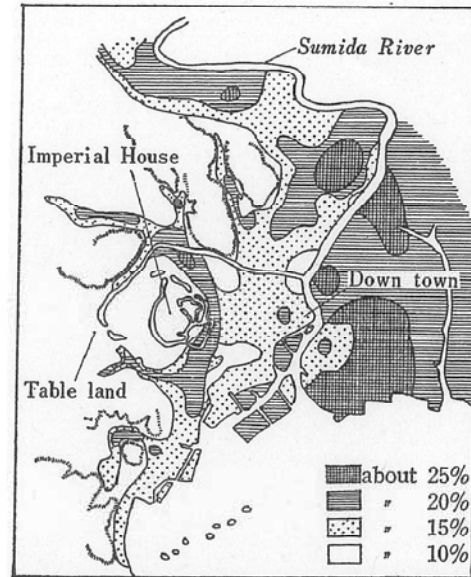 Sumida River
Imperial House
Down town
Table land
about 25%
〃 20%
〃 15%
〃 10%